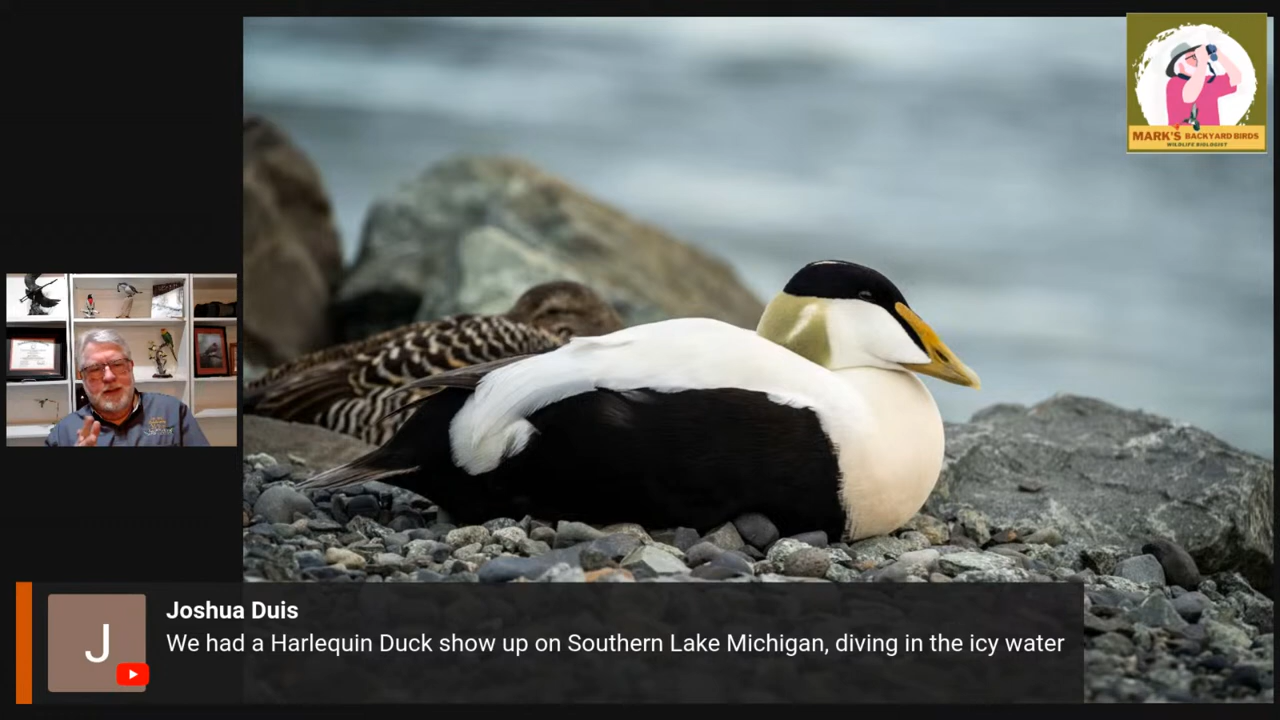 MARK'S BACKYARD BIRDS
WILDLIFE BIOLOGIST
J
Joshua Duis
We had a Harlequin Duck show up on Southern Lake Michigan, diving in the icy water